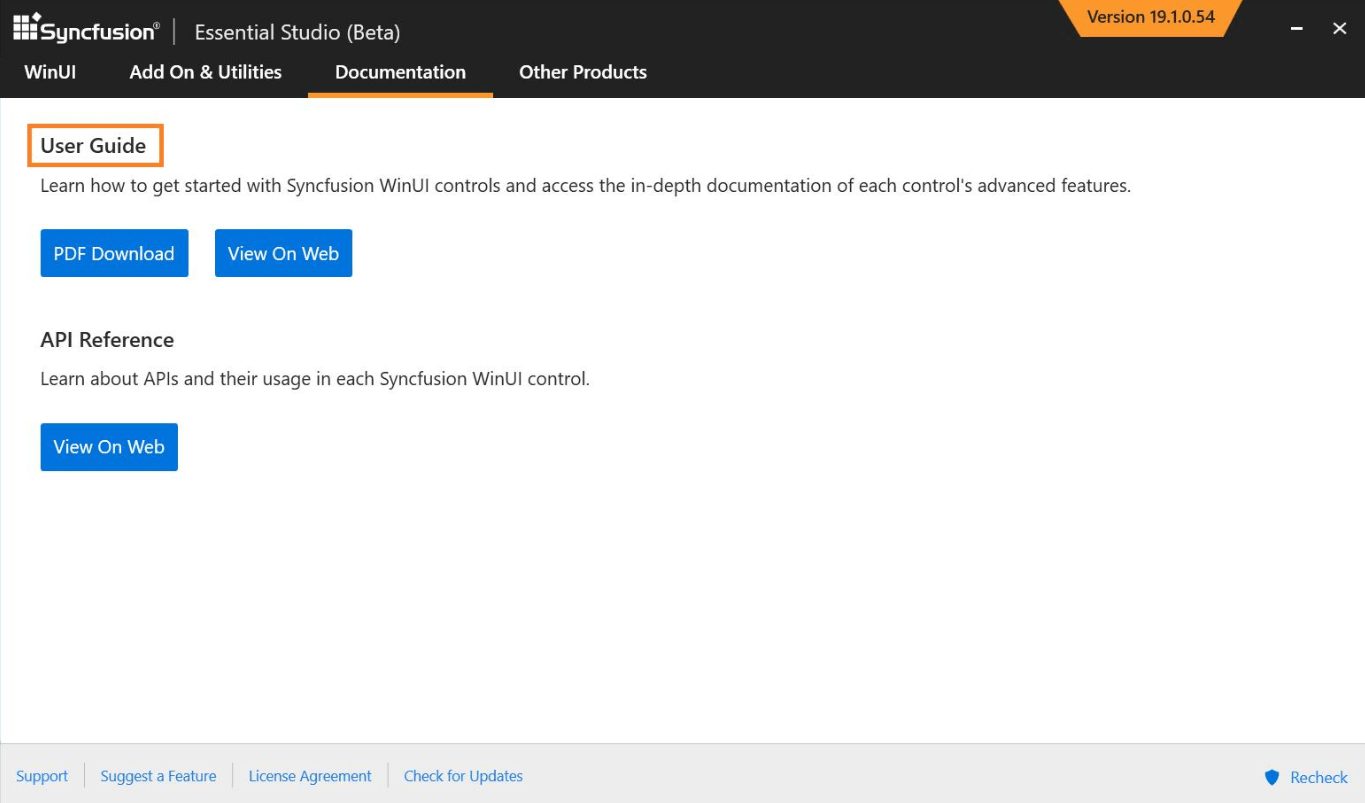 Syncfusion® | Essential Studio (Beta)
Version 19.1.0.54
WinUI Add On & Utilities Documentation Other Products
User Guide
Learn how to get started with Syncfusion WinUI controls and access the in-depth documentation of each control's advanced features.
PDF Download View On Web
API Reference
Learn about APIs and their usage in each Syncfusion WinUI control.
View On Web
Support Suggest a Feature License Agreement Check for Updates Recheck